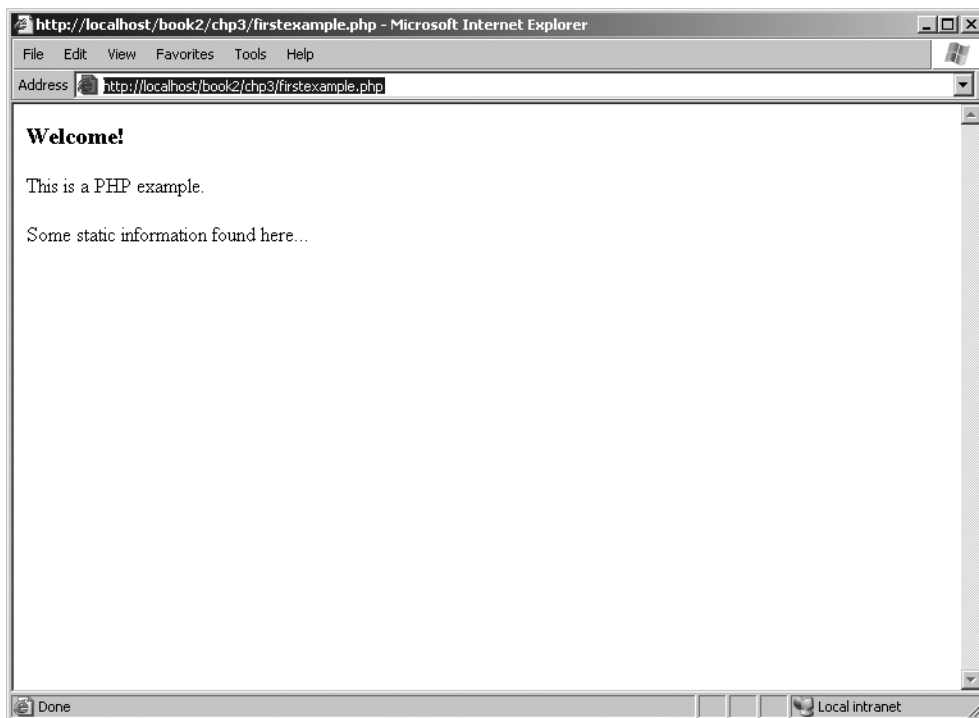 http://localhost/book2/chp3/firstexample.php - Microsoft Internet Explorer
File Edit View Favorites Tools Help
Address http://localhost/book2/chp3/firstexample.php
Welcome!
This is a PHP example.
Some static information found here...
Done Local intranet